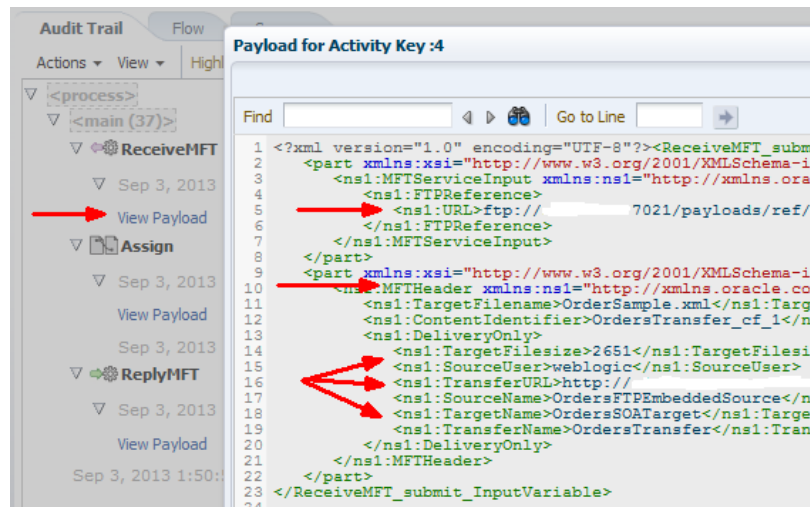 Audit Trail
Flow
Payload for Activity Key :4
Actions View Highl
<process>
<main (37)>
ReceiveMFT
Sep 3, 2013
View Payload
Assign
Sep 3, 2013
View Payload
Sep 3, 2013
ReplyMFT
Sep 3, 2013
View Payload
Sep 3, 2013 1:50:
Find Go to Line
1 <?xml version="1.0" encoding="UTF-8"?><ReceiveMFT_subm
2 <part xmlns:xsi="http://www.w3.org/2001/XMLSchema-i
3 <ns1:MFTServiceInput xmlns:ns1="http://xmlns.ora
4 <ns1:FTPReference>
5 <ns1:URL>ftp:// 7021/payloads/ref/
6 </ns1:FTPReference>
7 </ns1:MFTServiceInput>
8 </part>
9 <part xmlns:xsi="http://www.w3.org/2001/XMLSchema-i
10 <ns1:MFTHeader xmlns:ns1="http://xmlns.oracle.co
11 <ns1:TargetFilename>OrderSample.xml</ns1:Targ
12 <ns1:ContentIdentifier>OrdersTransfer_cf_1</n
13 <ns1:DeliveryOnly>
14 <ns1:TargetFilesize>2651</ns1:TargetFilesi
15 <ns1:SourceUser>weblogic</ns1:SourceUser>
16 <ns1:TransferURL>http://
17 <ns1:SourceName>OrdersFTPEmbeddedSource</n
18 <ns1:TargetName>OrdersSOATarget</ns1:Targe
19 <ns1:TransferName>OrdersTransfer</ns1:Tran
20 </ns1:DeliveryOnly>
21 </ns1:MFTHeader>
22 </part>
23 </ReceiveMFT_submit_InputVariable>